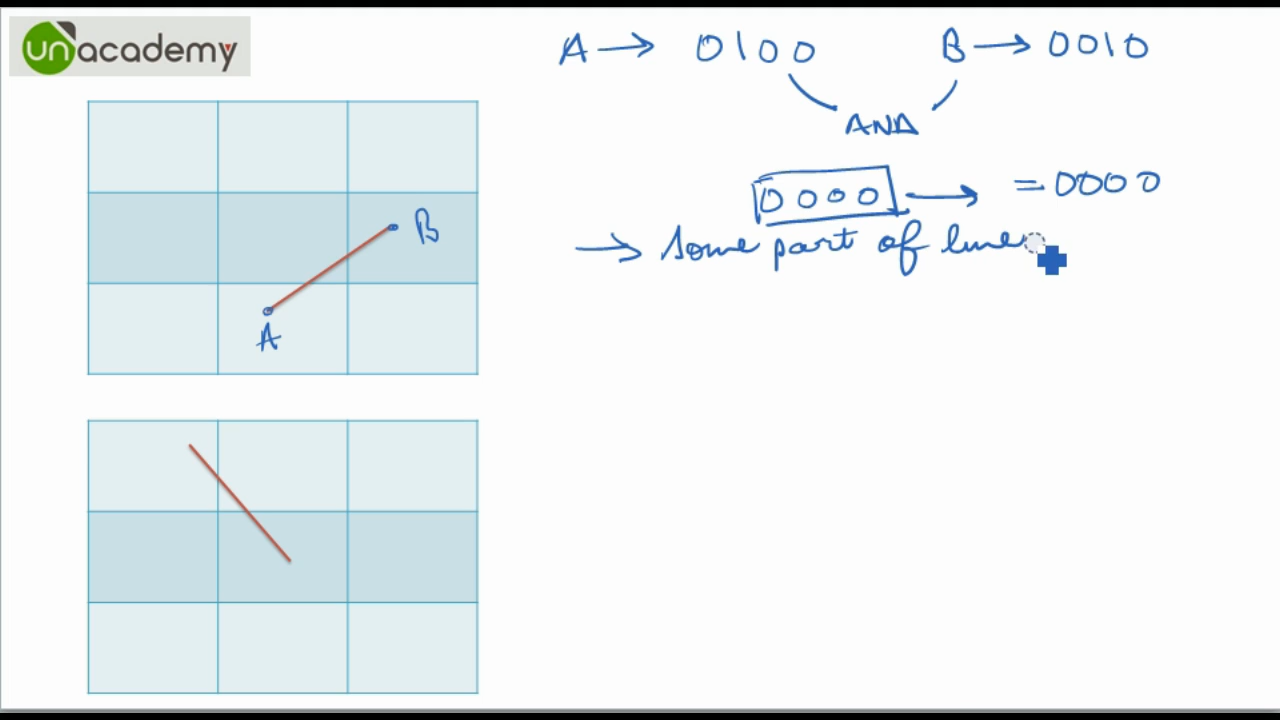 unacademy
A → 0100 B → 0010
AND
0000 → = 0000
→ Some part of line
B
A